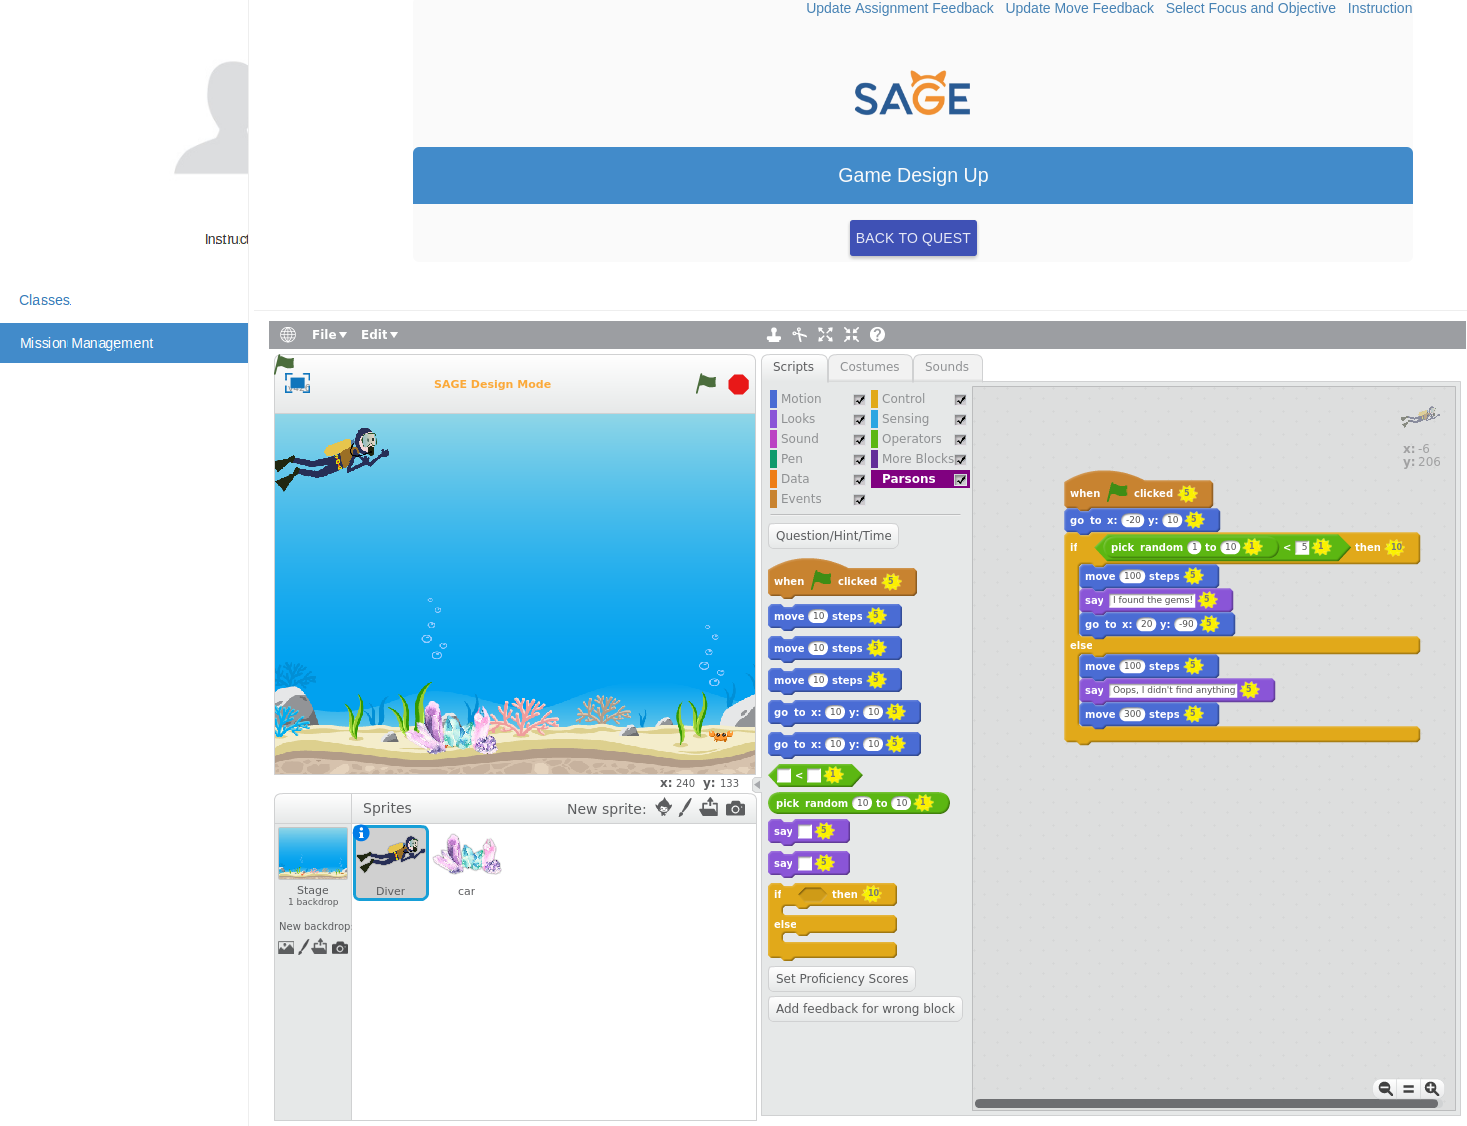 Update Assignment Feedback Update Move Feedback Select Focus and Objective Instruction
SAGE
Game Design Up
BACK TO QUEST
Instruct
Classes
Mission Management
File Edit
SAGE Design Mode
x: 240 y: 133
Sprites New sprite:
Stage
1 backdrop
New backdrop:
Diver
car
Scripts Costumes Sounds
Motion Control
Looks Sensing
Sound Operators
Pen More Blocks
Data Parsons
Events
Question/Hint/Time
when clicked 5
move 10 steps 5
move 10 steps 5
move 10 steps 5
go to x: 10 y: 10 5
go to x: 10 y: 10 5
< 1
pick random 10 to 10 1
say 5
say 5
if then 10
else
Set Proficiency Scores
Add feedback for wrong block
x: -6
y: 206
when clicked 5
go to x: -20 y: 10 5
if pick random 1 to 10 1 < 5 1 then 10
move 100 steps 5
say I found the gems! 5
go to x: 20 y: -90 5
else
move 100 steps 5
say Oops, I didn't find anything 5
move 300 steps 5